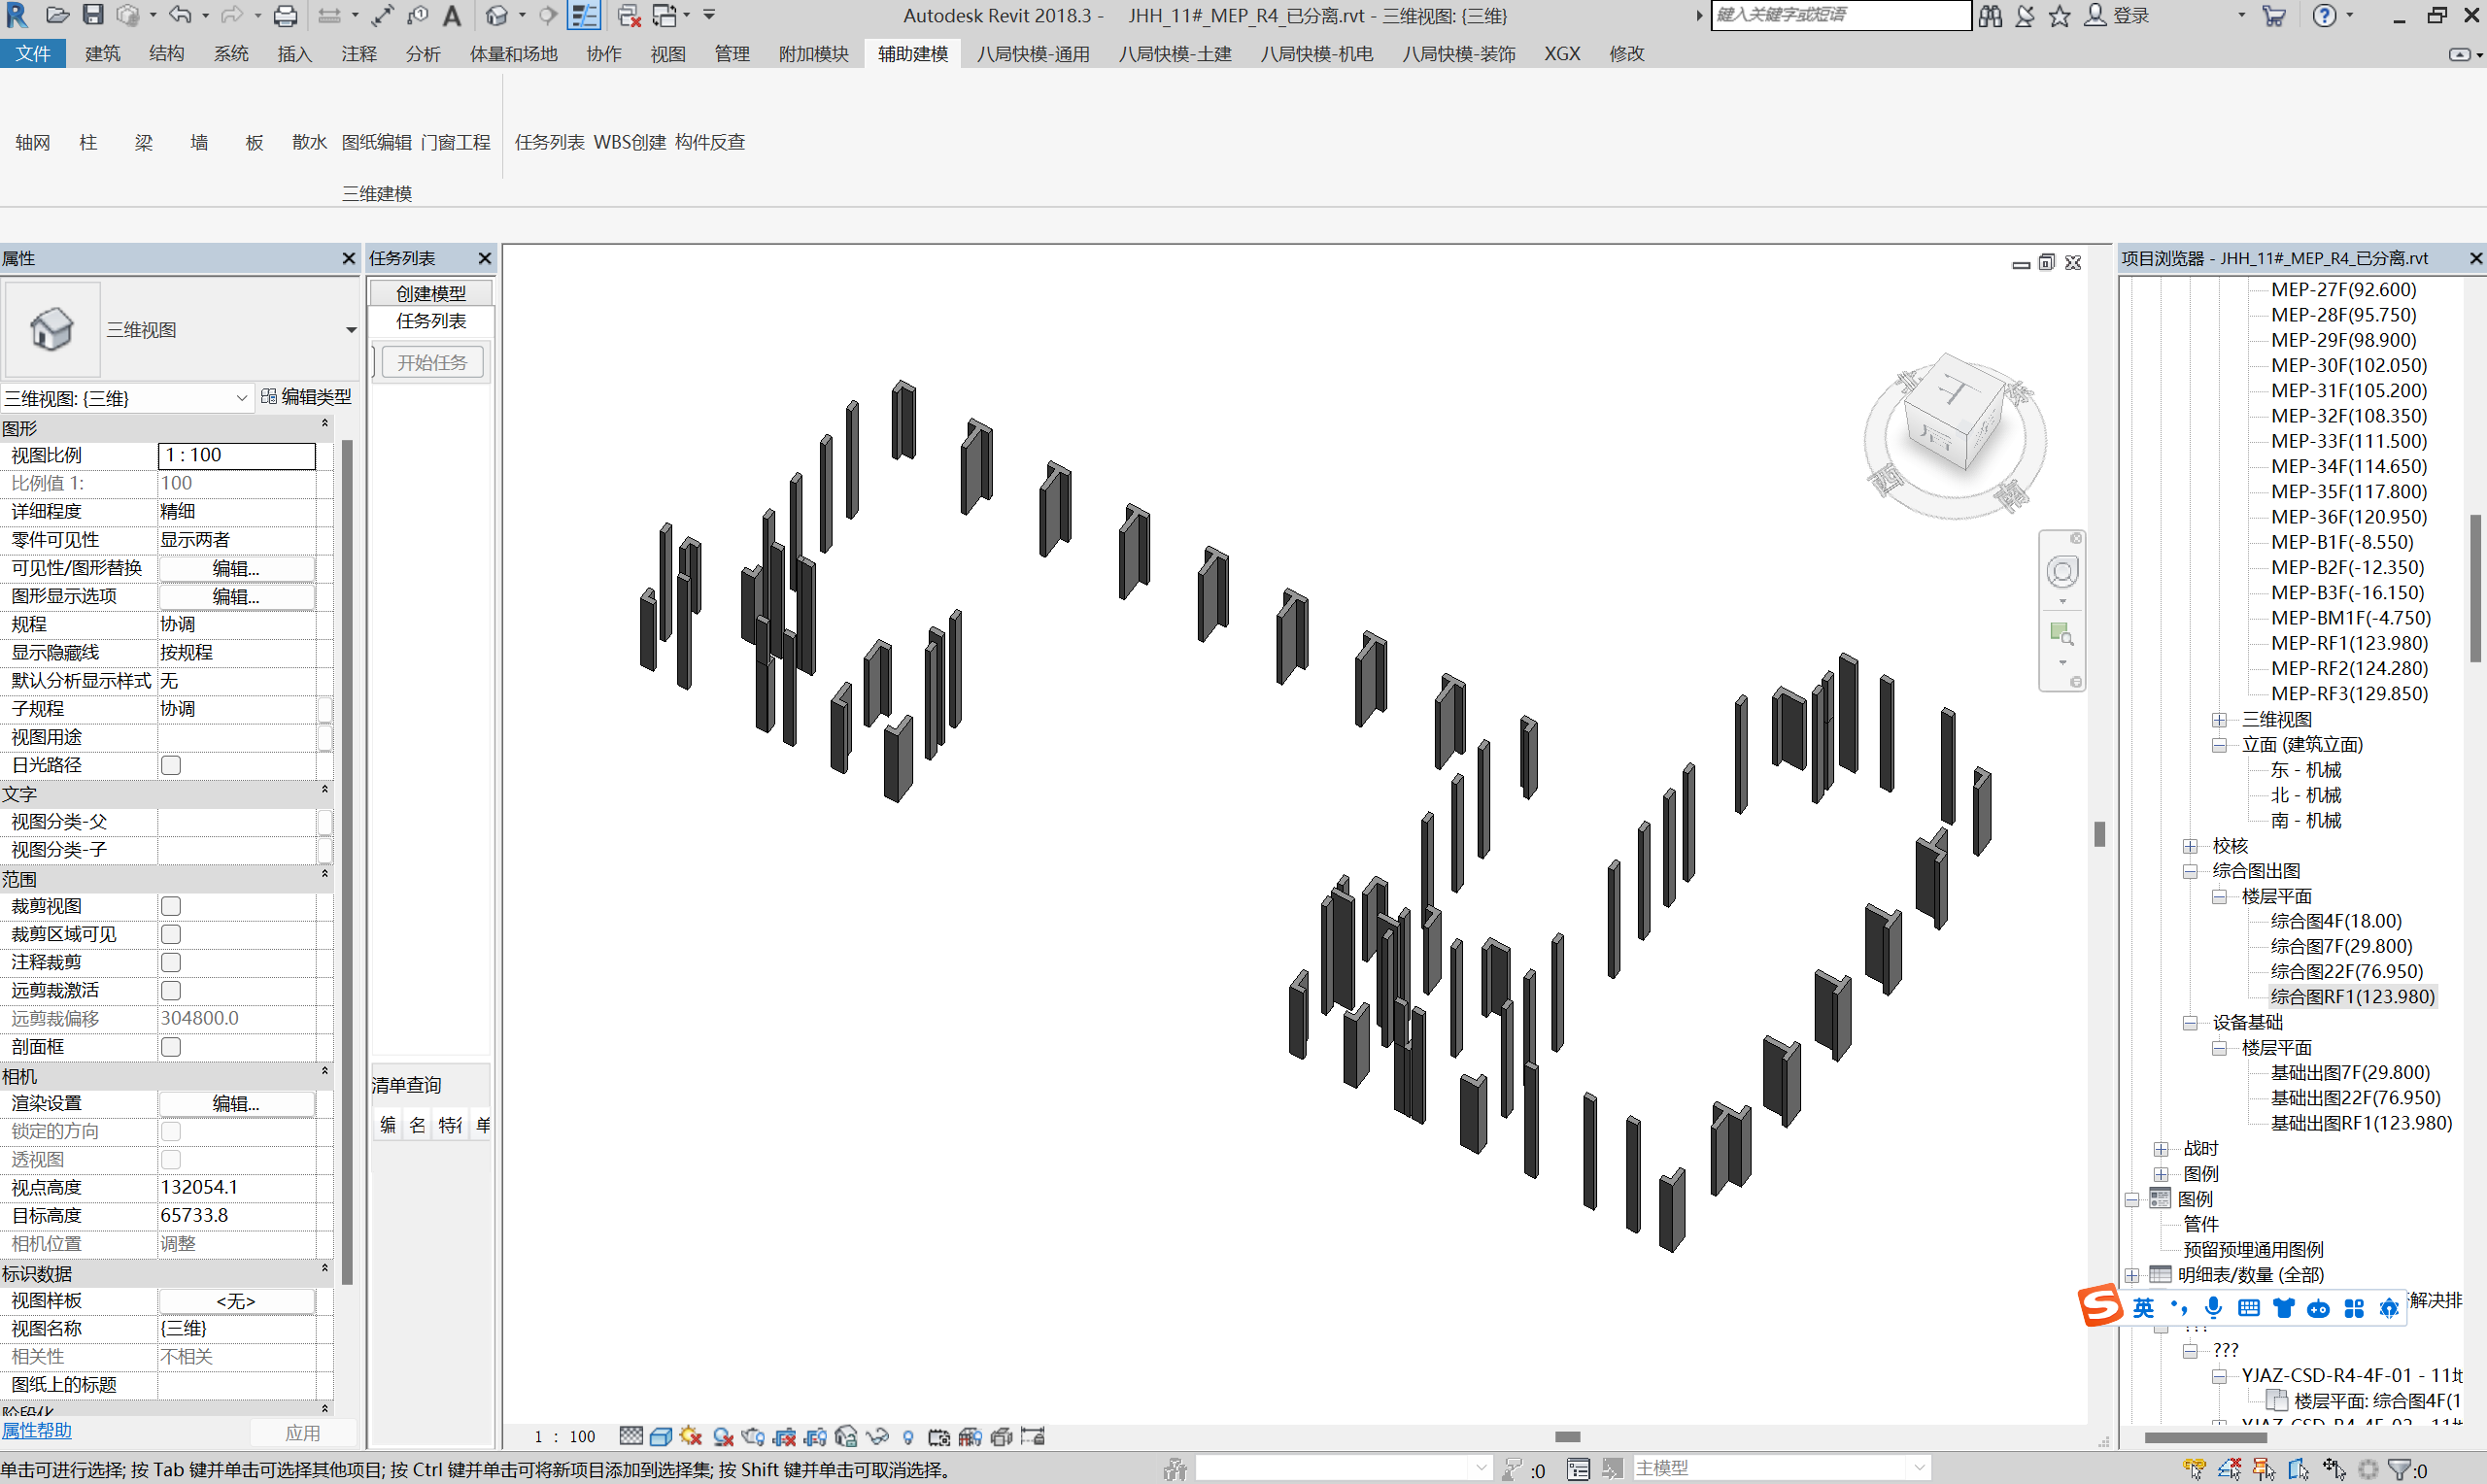 Autodesk Revit 2018.3 - JHH_11#_MEP_R4_已分离.rvt - 三维视图: {三维}
键入关键字或短语
登录
文件 建筑 结构 系统 插入 注释 分析 体量和场地 协作 视图 管理 附加模块 辅助建模 八局快模-通用 八局快模-土建 八局快模-机电 八局快模-装饰 XGX 修改
轴网 柱 梁 墙 板 散水 图纸编辑 门窗工程 任务列表 WBS创建 构件反查
三维建模
属性
三维视图
三维视图: {三维} 编辑类型
图形
视图比例 1 : 100
比例值 1: 100
详细程度 精细
零件可见性 显示两者
可见性/图形替换 编辑...
图形显示选项 编辑...
规程 协调
显示隐藏线 按规程
默认分析显示样式 无
子规程 协调
视图用途
日光路径
文字
视图分类-父
视图分类-子
范围
裁剪视图
裁剪区域可见
注释裁剪
远剪裁激活
远剪裁偏移 304800.0
剖面框
相机
渲染设置 编辑...
锁定的方向
透视图
视点高度 132054.1
目标高度 65733.8
相机位置 调整
标识数据
视图样板 <无>
视图名称 {三维}
相关性 不相关
图纸上的标题
阶段化
属性帮助 应用
任务列表
创建模型
任务列表
开始任务
清单查询
编 名 特征 单
上
北 东
西 南
1 : 100
项目浏览器 - JHH_11#_MEP_R4_已分离.rvt
MEP-27F(92.600)
MEP-28F(95.750)
MEP-29F(98.900)
MEP-30F(102.050)
MEP-31F(105.200)
MEP-32F(108.350)
MEP-33F(111.500)
MEP-34F(114.650)
MEP-35F(117.800)
MEP-36F(120.950)
MEP-B1F(-8.550)
MEP-B2F(-12.350)
MEP-B3F(-16.150)
MEP-BM1F(-4.750)
MEP-RF1(123.980)
MEP-RF2(124.280)
MEP-RF3(129.850)
三维视图
立面 (建筑立面)
东 - 机械
北 - 机械
南 - 机械
校核
综合图出图
楼层平面
综合图4F(18.00)
综合图7F(29.800)
综合图22F(76.950)
综合图RF1(123.980)
设备基础
楼层平面
基础出图7F(29.800)
基础出图22F(76.950)
基础出图RF1(123.980)
战时
图例
图例
管件
预留预埋通用图例
明细表/数量 (全部)
解决排
英
???
???
YJAZ-CSD-R4-4F-01 - 11地
楼层平面: 综合图4F(1
YJAZ-CSD-R4-4F-02 - 11地
单击可进行选择; 按 Tab 键并单击可选择其他项目; 按 Ctrl 键并单击可将新项目添加到选择集; 按 Shift 键并单击可取消选择。
:0 主模型 :0